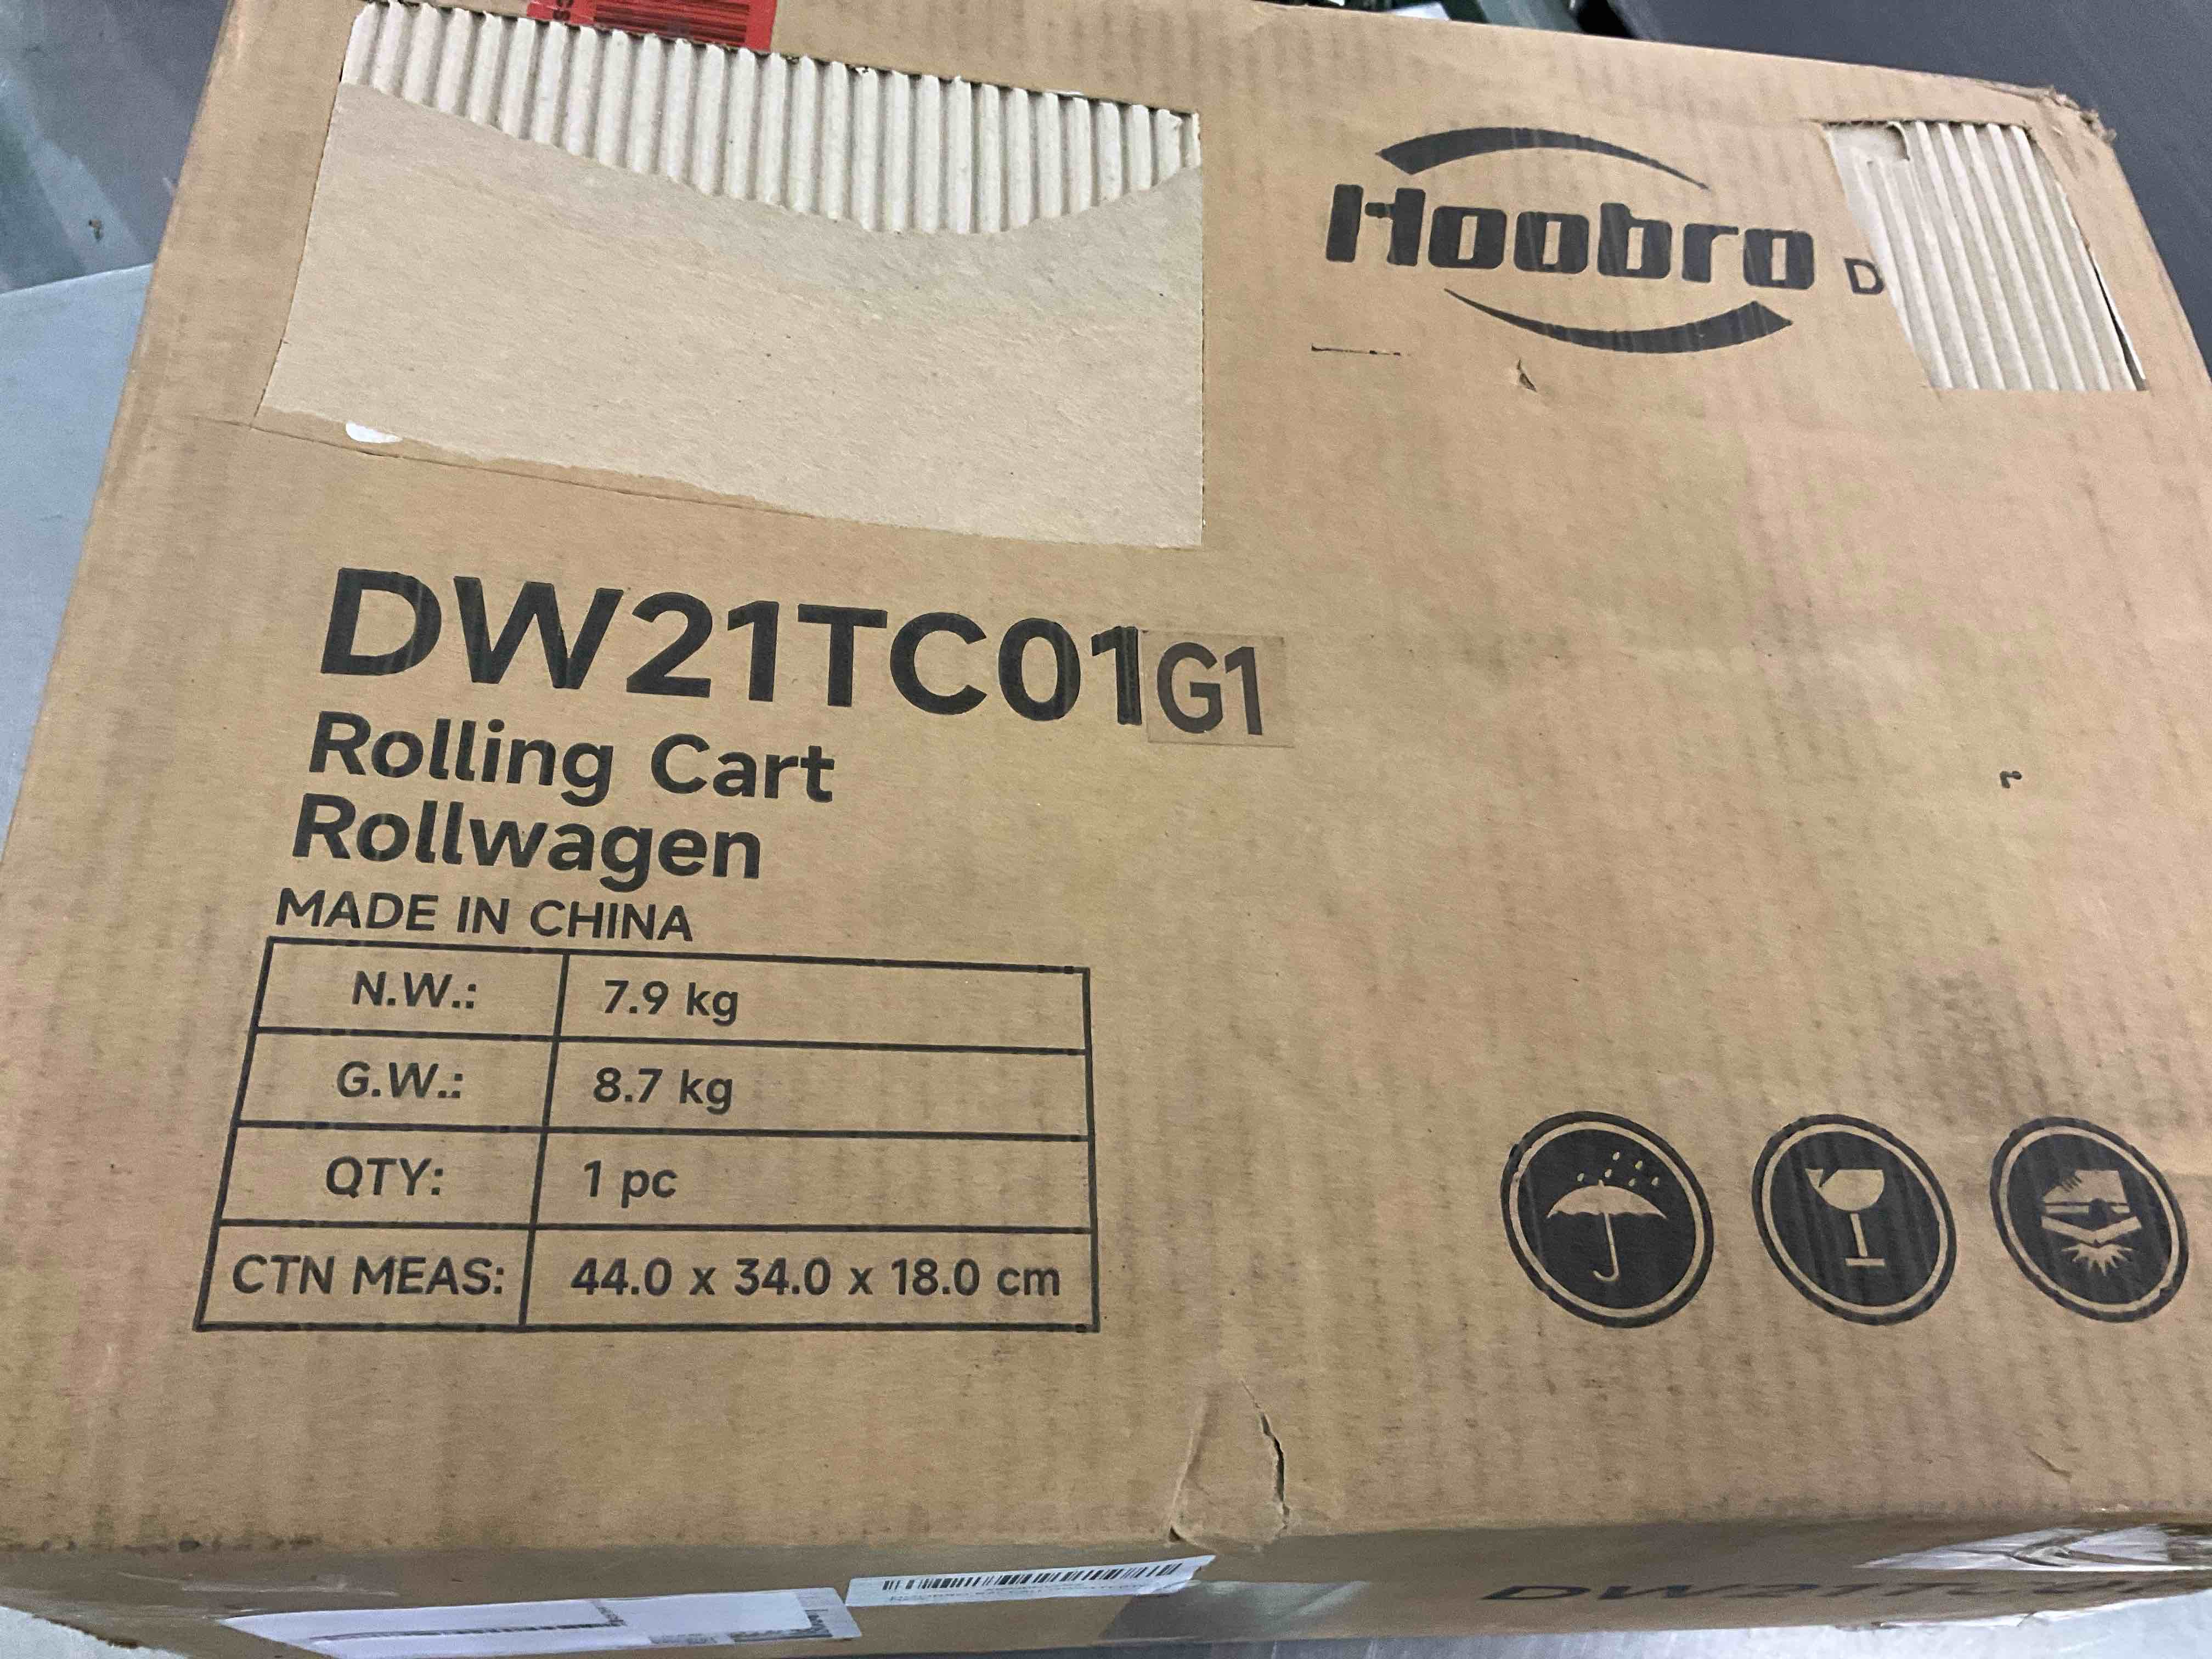 Hoobro D
DW21TC01G1
Rolling Cart
Rollwagen
MADE IN CHINA
N.W.: 7.9 kg
G.W.: 8.7 kg
QTY: 1 pc
CTN MEAS: 44.0 x 34.0 x 18.0 cm